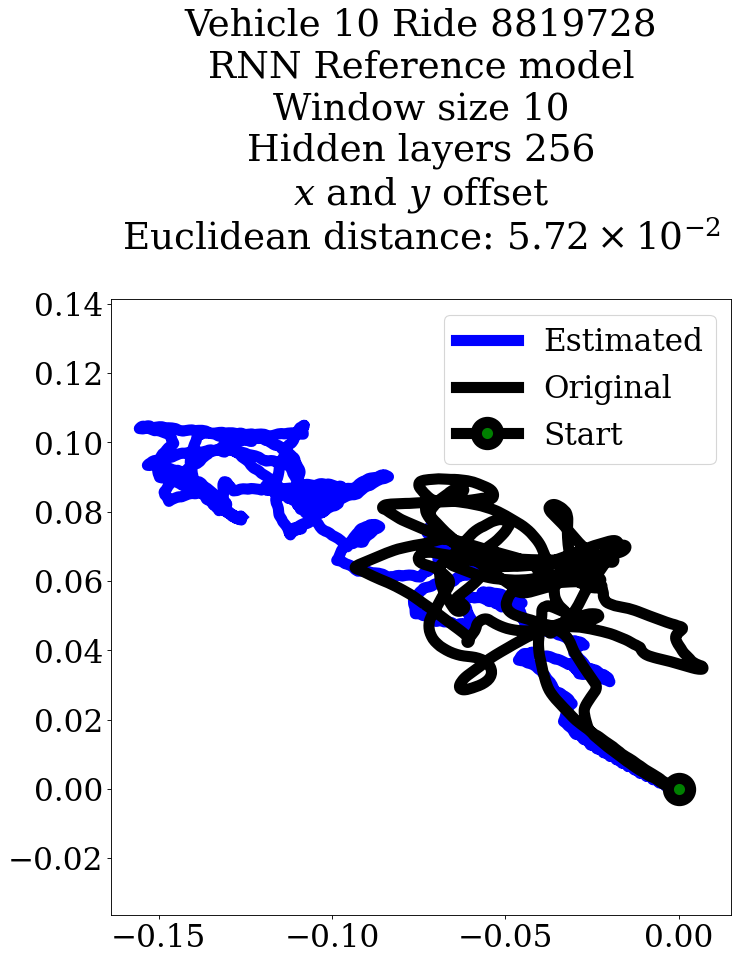 Vehicle 10 Ride 8819728
RNN Reference model
Window size 10
Hidden layers 256
x and y offset
Euclidean distance: 5.72 × 10⁻²
Estimated
Original
Start
0.14
0.12
0.10
0.08
0.06
0.04
0.02
0.00
−0.02
−0.15 −0.10 −0.05 0.00